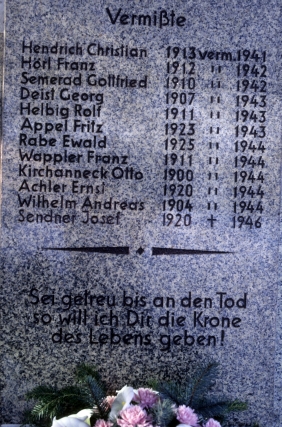 Vermißte
Hendrich Christian 1913 verm. 1941
Hörl Franz 1912 " 1942
Semerad Gottfried 1910 " 1942
Deisl Georg 1907 " 1943
Helbig Rolf 1911 " 1943
Appel Fritz 1923 " 1943
Rabe Ewald 1925 " 1944
Wappler Franz 1911 " 1944
Kirchanneck Otto 1900 " 1944
Achler Ernst 1920 " 1944
Wilhelm Andreas 1904 " 1944
Sendner Josef 1920 † 1946
Sei getreu bis an den Tod
so will ich Dir die Krone
des Lebens geben!